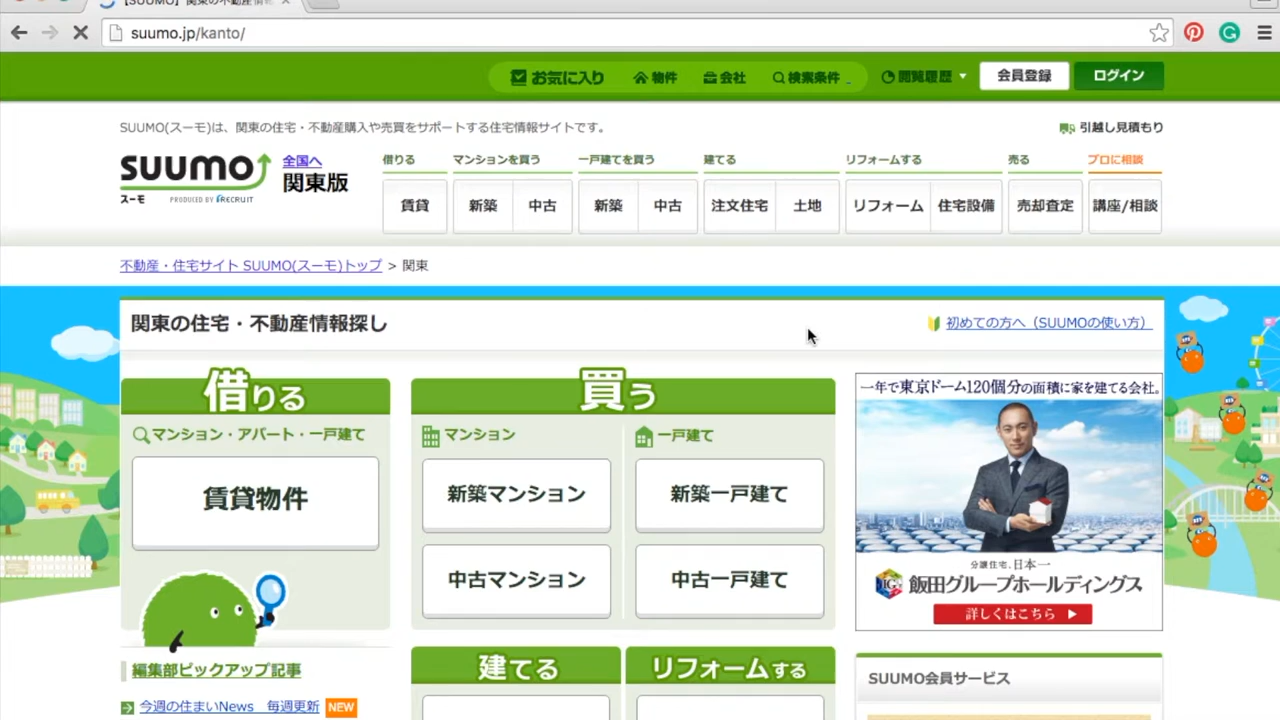 【SUUMO】関東の不動産情報
suumo.jp/kanto/
お気に入り 物件 会社 検索条件 閲覧履歴 会員登録 ログイン
SUUMO(スーモ)は、関東の住宅・不動産購入や売買をサポートする住宅情報サイトです。
引越し見積もり
SUUMO
スーモ PRODUCED BY RECRUIT
全国へ
関東版
借りる マンションを買う 一戸建てを買う 建てる リフォームする 売る プロに相談
賃貸 新築 中古 新築 中古 注文住宅 土地 リフォーム 住宅設備 売却査定 講座/相談
不動産・住宅サイト SUUMO(スーモ)トップ > 関東
関東の住宅・不動産情報探し
初めての方へ（SUUMOの使い方）
借りる
マンション・アパート・一戸建て
賃貸物件
買う
マンション 一戸建て
新築マンション 新築一戸建て
中古マンション 中古一戸建て
一年で東京ドーム120個分の面積に家を建てる会社。
分譲住宅、日本一
飯田グループホールディングス
詳しくはこちら
編集部ピックアップ記事
今週の住まいNews 毎週更新 NEW
建てる リフォームする
SUUMO会員サービス